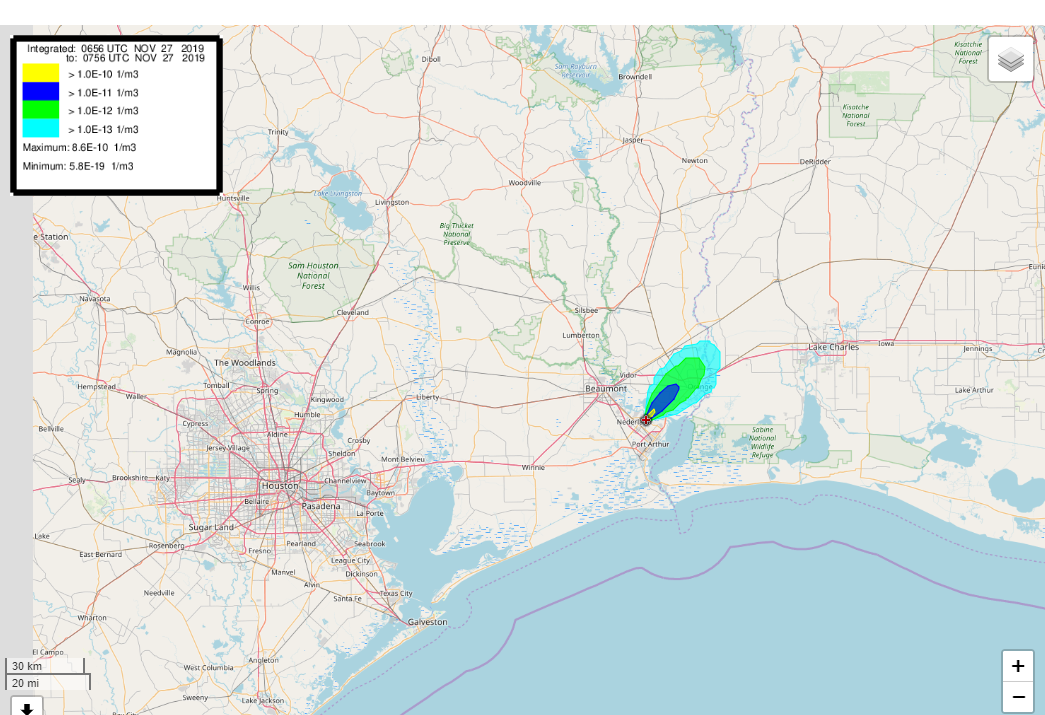 Integrated: 0656 UTC NOV 27 2019
to: 0756 UTC NOV 27 2019
> 1.0E-10 1/m3
> 1.0E-11 1/m3
> 1.0E-12 1/m3
> 1.0E-13 1/m3
Maximum: 8.6E-10 1/m3
Minimum: 5.8E-19 1/m3
Diboll
Sam Rayburn
Reservoir
Browndell
Kisatchie
National
Forest
Kisatchie
National
Forest
Trinity
Jasper
Newton
DeRidder
Woodville
Huntsville
Lake Livingston
Livingston
Big Thicket
National
Preserve
e Station
Sam Houston
National
Forest
Euni
Willis
Navasota
Conroe
Cleveland
Silsbee
Lumberton
Lake Charles
Iowa
Jennings
Cr
Magnolia
The Woodlands
Vidor
Orange
Hempstead
Tomball
Spring
Beaumont
Lake Arthur
Waller
Kingwood
Liberty
Humble
Cypress
Nederl
Bellville
Aldine
Crosby
Port Arthur
Sabine
National
Wildlife
Refuge
Jersey Village
Sheldon
Mont Belvieu
Winnie
Sealy
Brookshire
Katy
Houston
Channelview
Baytown
Bellaire
Pasadena
La Porte
Sugar Land
Lake
Rosenberg
Pearland
Seabrook
East Bernard
Fresno
League City
Manvel
Dickinson
Alvin
Needville
Santa Fe
Texas City
Wharton
Galveston
El Campo
Angleton
West Columbia
30 km
20 mi
Sweeny
Lake Jackson
Bay City
+
−